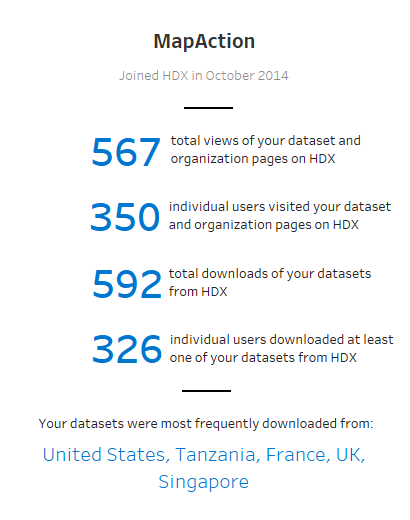 MapAction
Joined HDX in October 2014
567 total views of your dataset and
organization pages on HDX
350 individual users visited your dataset
and organization pages on HDX
592 total downloads of your datasets
from HDX
326 individual users downloaded at least
one of your datasets from HDX
Your datasets were most frequently downloaded from:
United States, Tanzania, France, UK,
Singapore